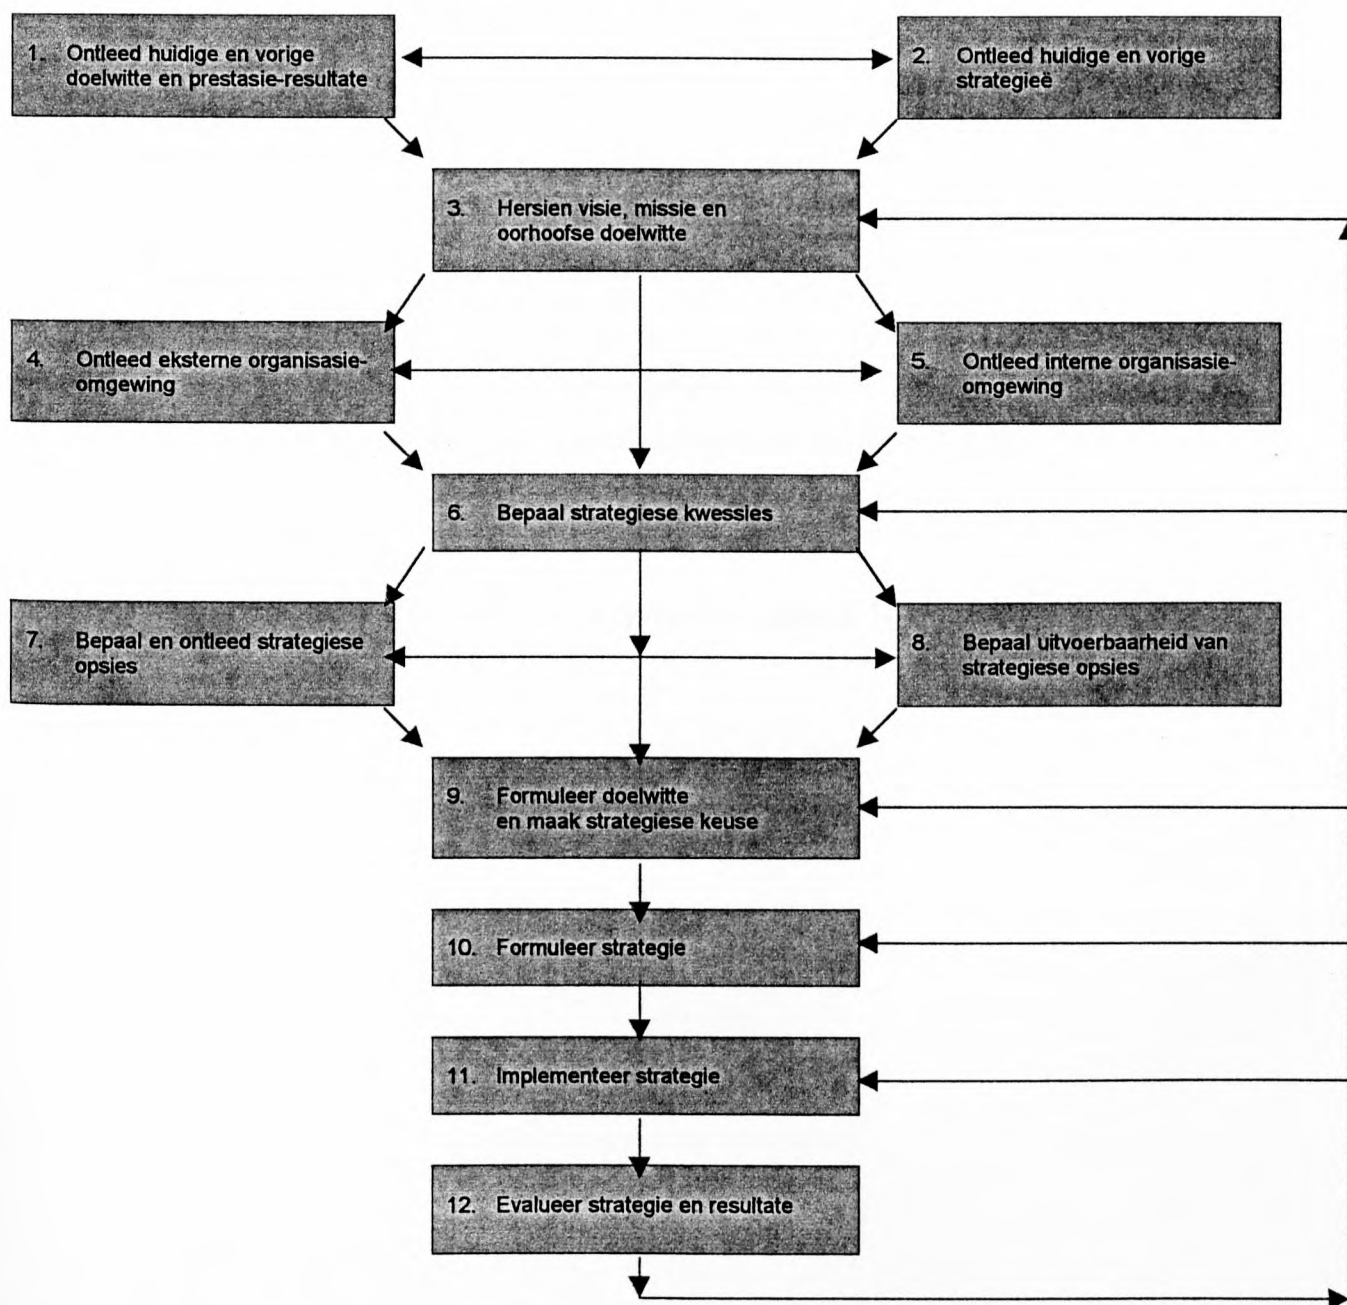 1. Ontleed huidige en vorige
doelwitte en prestasie-resultate
2. Ontleed huidige en vorige
strategieë
3. Hersien visie, missie en
oorhoofse doelwitte
4. Ontleed eksterne organisasie-
omgewing
5. Ontleed interne organisasie-
omgewing
6. Bepaal strategiese kwessies
7. Bepaal en ontleed strategiese
opsies
8. Bepaal uitvoerbaarheid van
strategiese opsies
9. Formuleer doelwitte
en maak strategiese keuse
10. Formuleer strategie
11. Implementeer strategie
12. Evalueer strategie en resultate